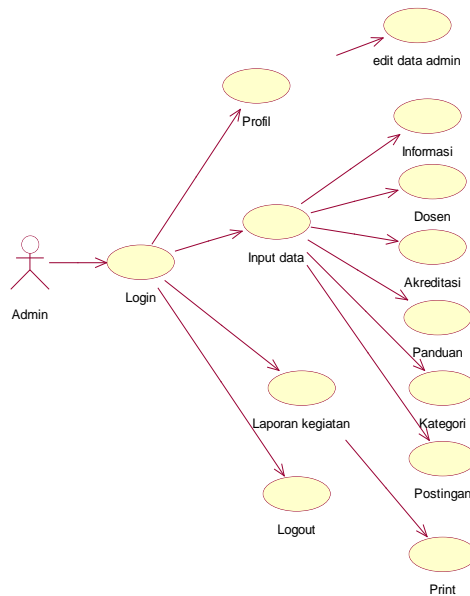 edit data admin
Profil
Informasi
Dosen
Input data
Login
Akreditasi
Admin
Panduan
Laporan kegiatan
Kategori
Postingan
Logout
Print